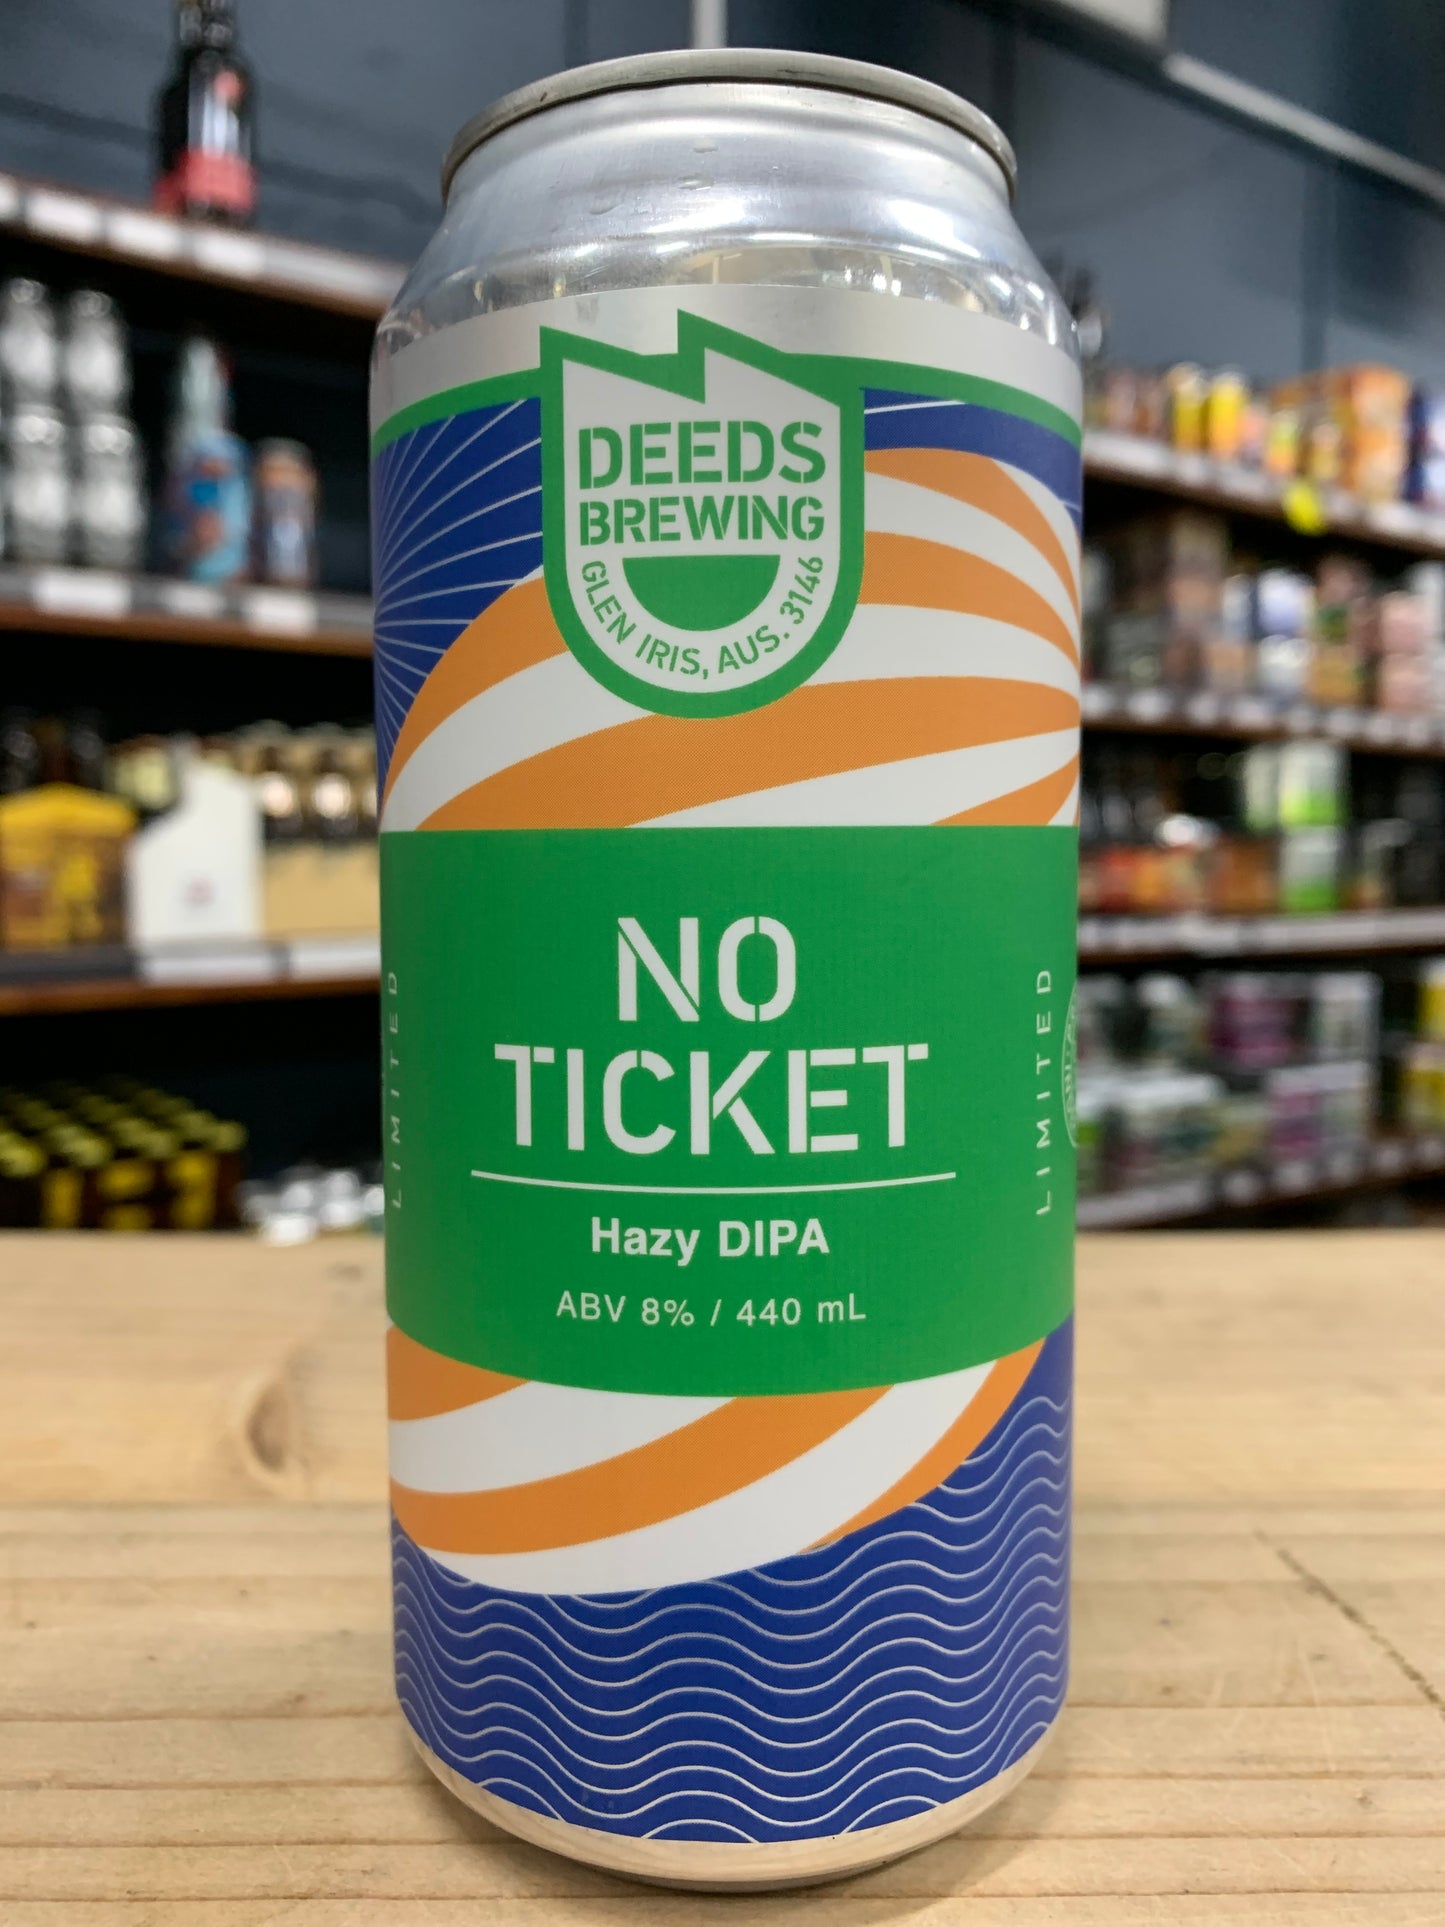 DEEDS
BREWING
GLEN IRIS, AUS. 3146
NO
TICKET
Hazy DIPA
ABV 8% / 440 mL
LIMITED
LIMITED